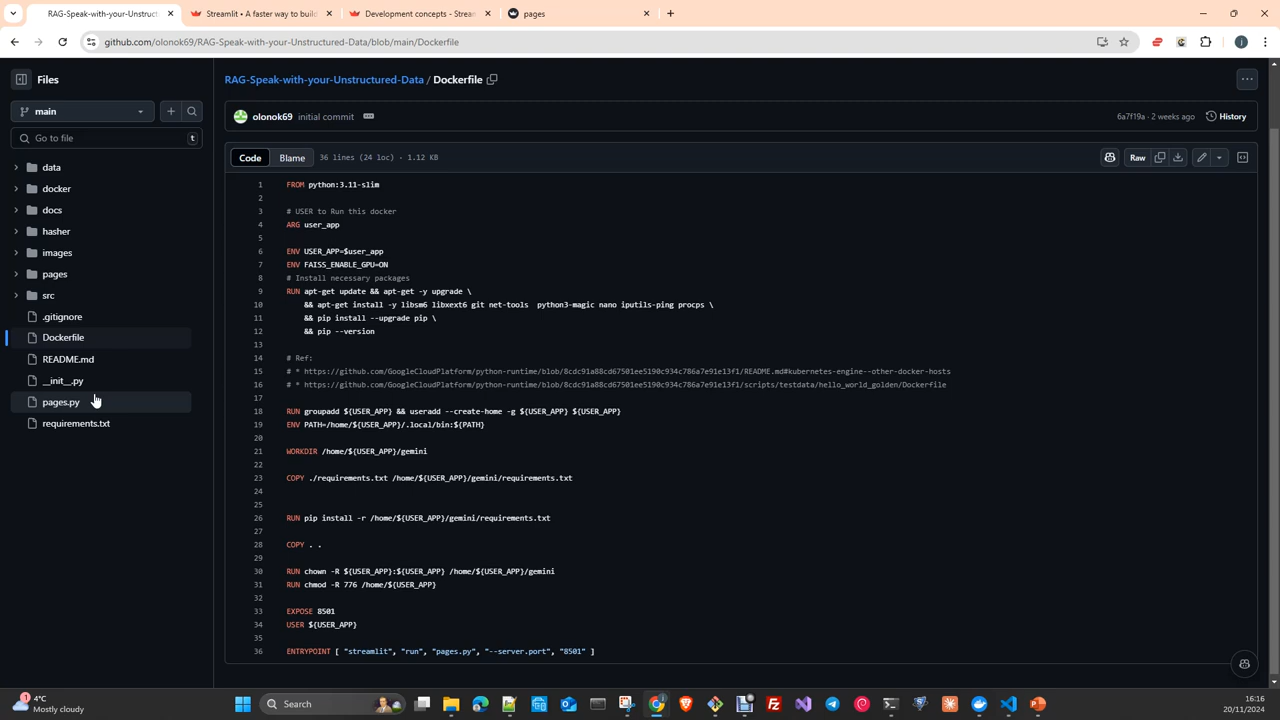 RAG-Speak-with-your-Unstruct
Streamlit • A faster way to build
Development concepts - Stream
pages
github.com/olonok69/RAG-Speak-with-your-Unstructured-Data/blob/main/Dockerfile
Files
RAG-Speak-with-your-Unstructured-Data / Dockerfile
main
olonok69 initial commit
6a7f19a · 2 weeks ago
History
Go to file
t
Code
Blame
36 lines (24 loc) · 1.12 KB
Raw
data
docker
docs
hasher
images
pages
src
.gitignore
Dockerfile
README.md
__init__.py
pages.py
requirements.txt
1 FROM python:3.11-slim
2
3 # USER to Run this docker
4 ARG user_app
5
6 ENV USER_APP=$user_app
7 ENV FAISS_ENABLE_GPU=ON
8 # Install necessary packages
9 RUN apt-get update && apt-get -y upgrade \
10 && apt-get install -y libsm6 libxext6 git net-tools python3-magic nano iputils-ping procps \
11 && pip install --upgrade pip \
12 && pip --version
13
14 # Ref:
15 # * https://github.com/GoogleCloudPlatform/python-runtime/blob/8cdc91a88cd67501ee5190c934c786a7e91e13f1/README.md#kubernetes-engine--other-docker-hosts
16 # * https://github.com/GoogleCloudPlatform/python-runtime/blob/8cdc91a88cd67501ee5190c934c786a7e91e13f1/scripts/testdata/hello_world_golden/Dockerfile
17
18 RUN groupadd ${USER_APP} && useradd --create-home -g ${USER_APP} ${USER_APP}
19 ENV PATH=/home/${USER_APP}/.local/bin:${PATH}
20
21 WORKDIR /home/${USER_APP}/gemini
22
23 COPY ./requirements.txt /home/${USER_APP}/gemini/requirements.txt
24
25
26 RUN pip install -r /home/${USER_APP}/gemini/requirements.txt
27
28 COPY . .
29
30 RUN chown -R ${USER_APP}:${USER_APP} /home/${USER_APP}/gemini
31 RUN chmod -R 776 /home/${USER_APP}
32
33 EXPOSE 8501
34 USER ${USER_APP}
35
36 ENTRYPOINT [ "streamlit", "run", "pages.py", "--server.port", "8501" ]
4°C
Mostly cloudy
Search
16:16
20/11/2024